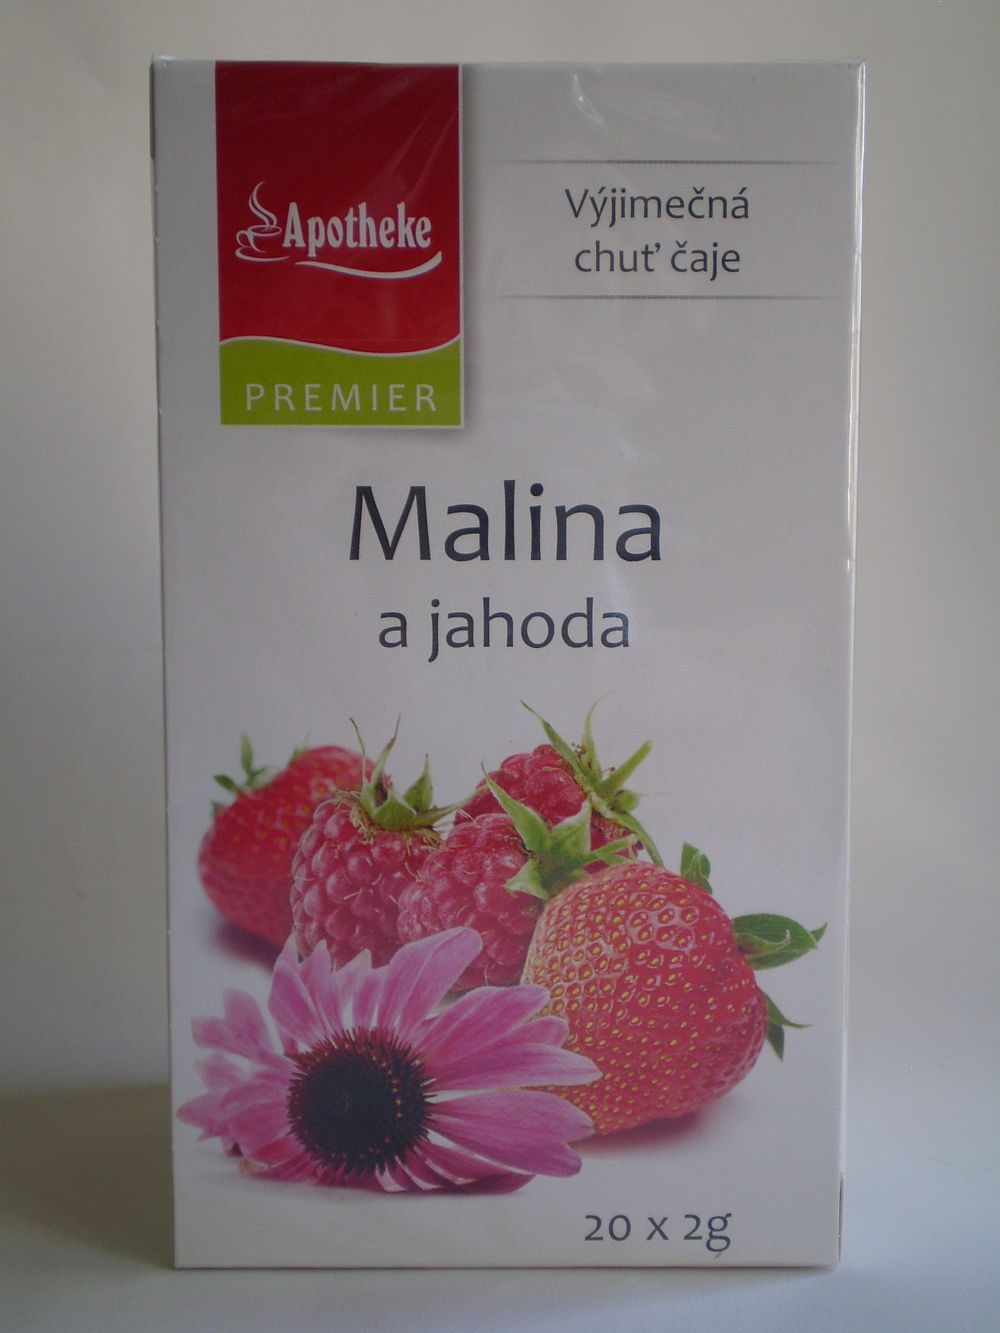 Apotheke
PREMIER
Výjimečná
chuť čaje
Malina
a jahoda
20 x 2g